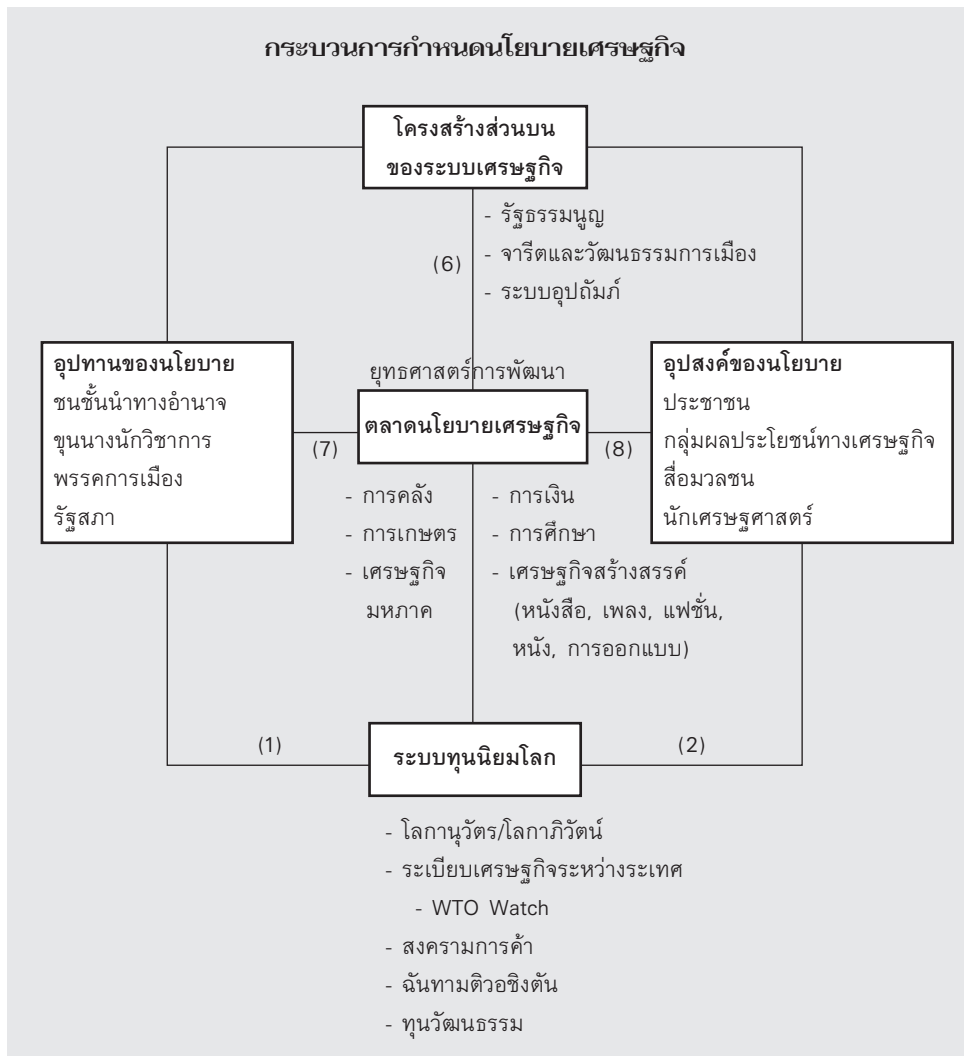 กระบวนการกำหนดนโยบายเศรษฐกิจ
โครงสร้างส่วนบน
ของระบบเศรษฐกิจ
- รัฐธรรมนูญ
(6)
- จารีตและวัฒนธรรมการเมือง
- ระบบอุปถัมภ์
อุปทานของนโยบาย
ชนชั้นนำทางอำนาจ
ขุนนางนักวิชาการ
พรรคการเมือง
รัฐสภา
(7)
ยุทธศาสตร์การพัฒนา
ตลาดนโยบายเศรษฐกิจ
(8)
อุปสงค์ของนโยบาย
ประชาชน
กลุ่มผลประโยชน์ทางเศรษฐกิจ
สื่อมวลชน
นักเศรษฐศาสตร์
- การคลัง
- การเกษตร
- เศรษฐกิจ
มหภาค
- การเงิน
- การศึกษา
- เศรษฐกิจสร้างสรรค์
(หนังสือ, เพลง, แฟชั่น,
หนัง, การออกแบบ)
(1)
ระบบทุนนิยมโลก
(2)
- โลกานุวัตร/โลกาภิวัตน์
- ระเบียบเศรษฐกิจระหว่างระเทศ
- WTO Watch
- สงครามการค้า
- ฉันทามติวอชิงตัน
- ทุนวัฒนธรรม